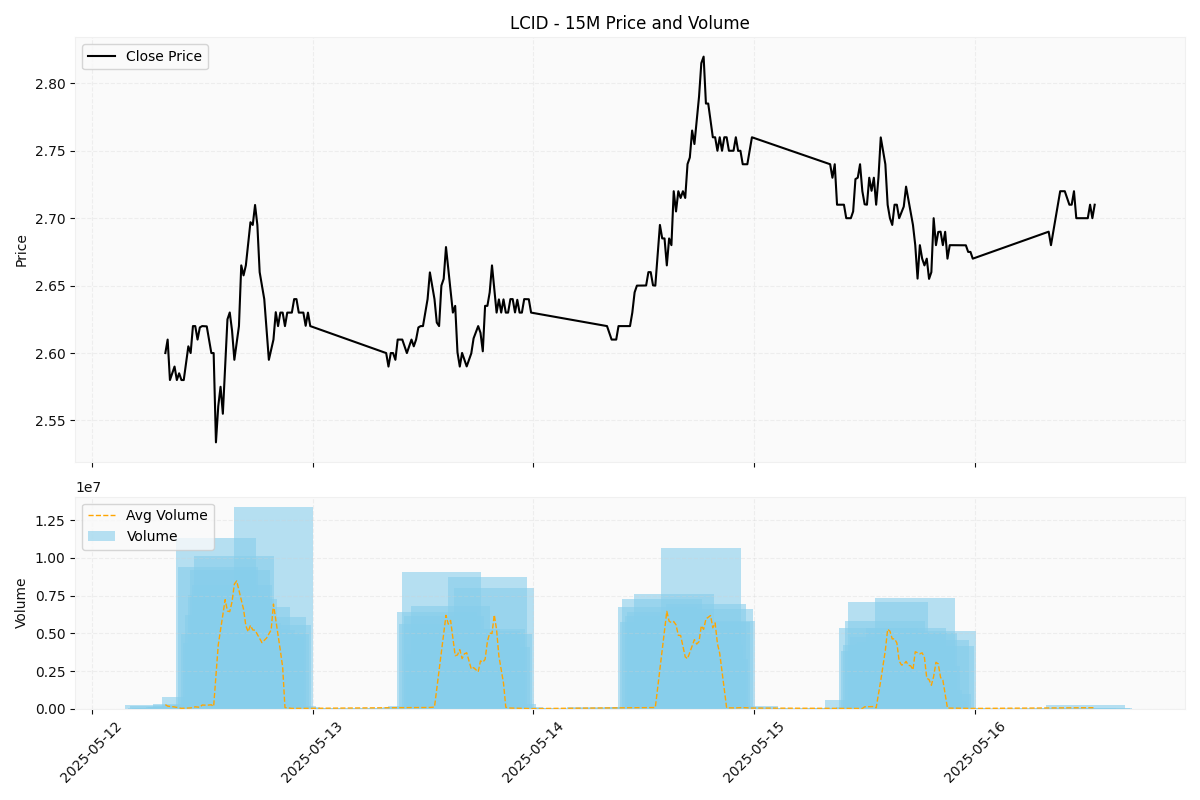 LCID - 15M Price and Volume
Close Price
2.80
2.75
2.70
2.65
2.60
2.55
Price
1e7
Avg Volume
Volume
1.25
1.00
0.75
0.50
0.25
0.00
Volume
2025-05-12
2025-05-13
2025-05-14
2025-05-15
2025-05-16